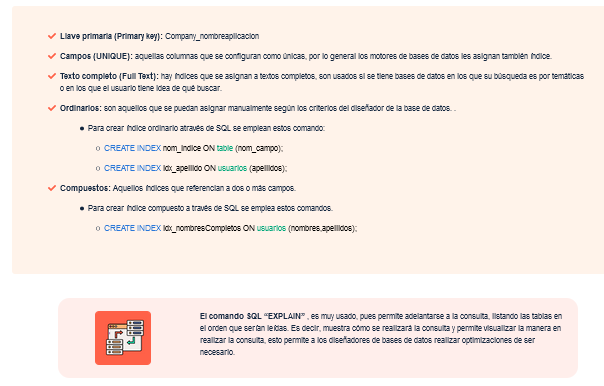 Llave primaria (Primary key): Company_nombreaplicacion
Campos (UNIQUE): aquellas columnas que se configuran como únicas, por lo general los motores de bases de datos les asignan también índice.
Texto completo (Full Text): hay índices que se asignan a textos completos, son usados si se tiene bases de datos en los que su búsqueda es por temáticas
o en los que el usuario tiene idea de qué buscar.
Ordinarios: son aquellos que se puedan asignar manualmente según los criterios del diseñador de la base de datos. .
Para crear índice ordinario através de SQL se emplean estos comando:
CREATE INDEX nom_indice ON table (nom_campo);
CREATE INDEX idx_apellido ON usuarios (apellidos);
Compuestos: Aquellos índices que referencian a dos o más campos.
Para crear índice compuesto a través de SQL se emplea estos comandos.
CREATE INDEX idx_nombresCompletos ON usuarios (nombres,apellidos);
El comando SQL “EXPLAIN” , es muy usado, pues permite adelantarse a la consulta, listando las tablas en
el orden que serían leídas. Es decir, muestra cómo se realizará la consulta y permite visualizar la manera en
realizar la consulta, esto permite a los diseñadores de bases de datos realizar optimizaciones de ser
necesario.